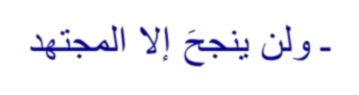 - ولن ينجحَ إلا المجتهد